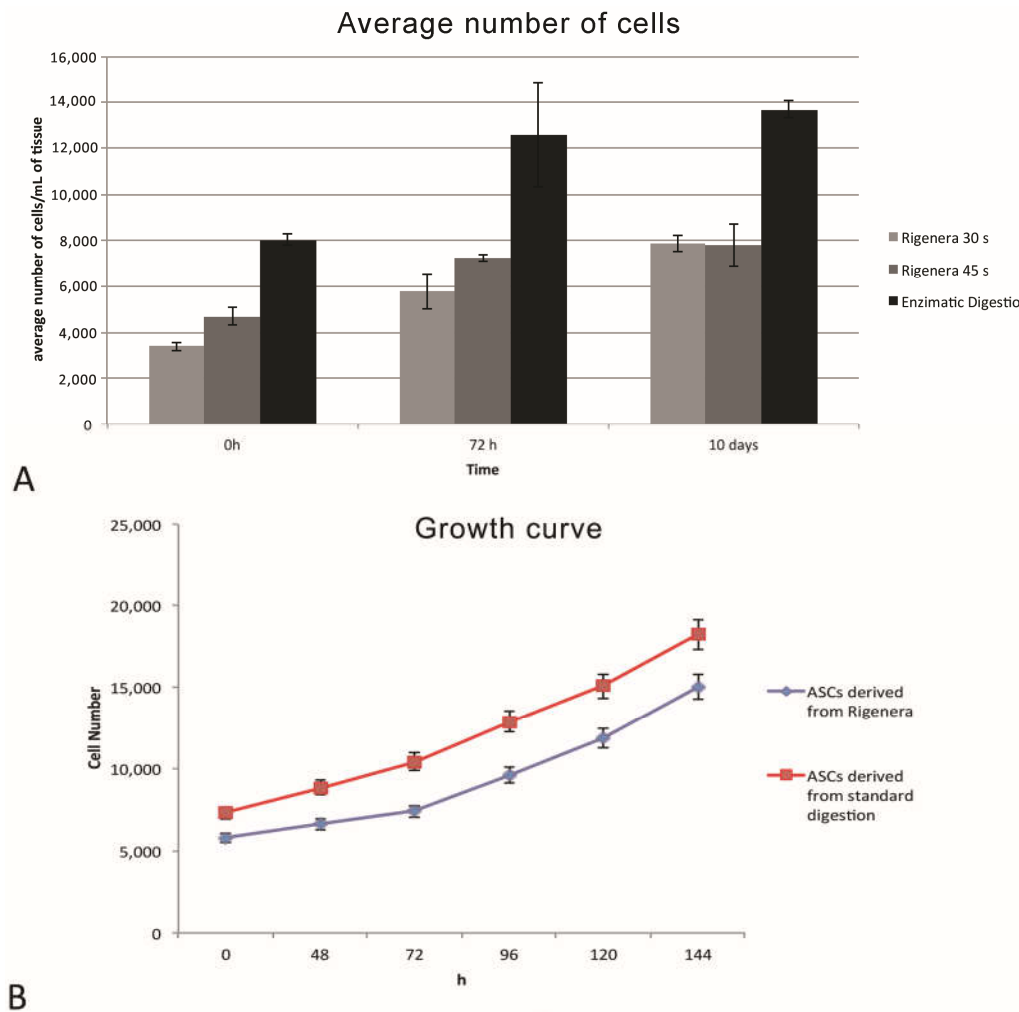 Average number of cells
16,000
14,000
12,000
10,000
8,000
6,000
4,000
2,000
0
average number of cells/mL of tissue
0h
72 h
10 days
Time
Rigenera 30 s
Rigenera 45 s
Enzimatic Digestio
A
Growth curve
25,000
20,000
15,000
10,000
5,000
0
Cell Number
0
48
72
96
120
144
h
ASCs derived
from Rigenera
ASCs derived
from standard
digestion
B